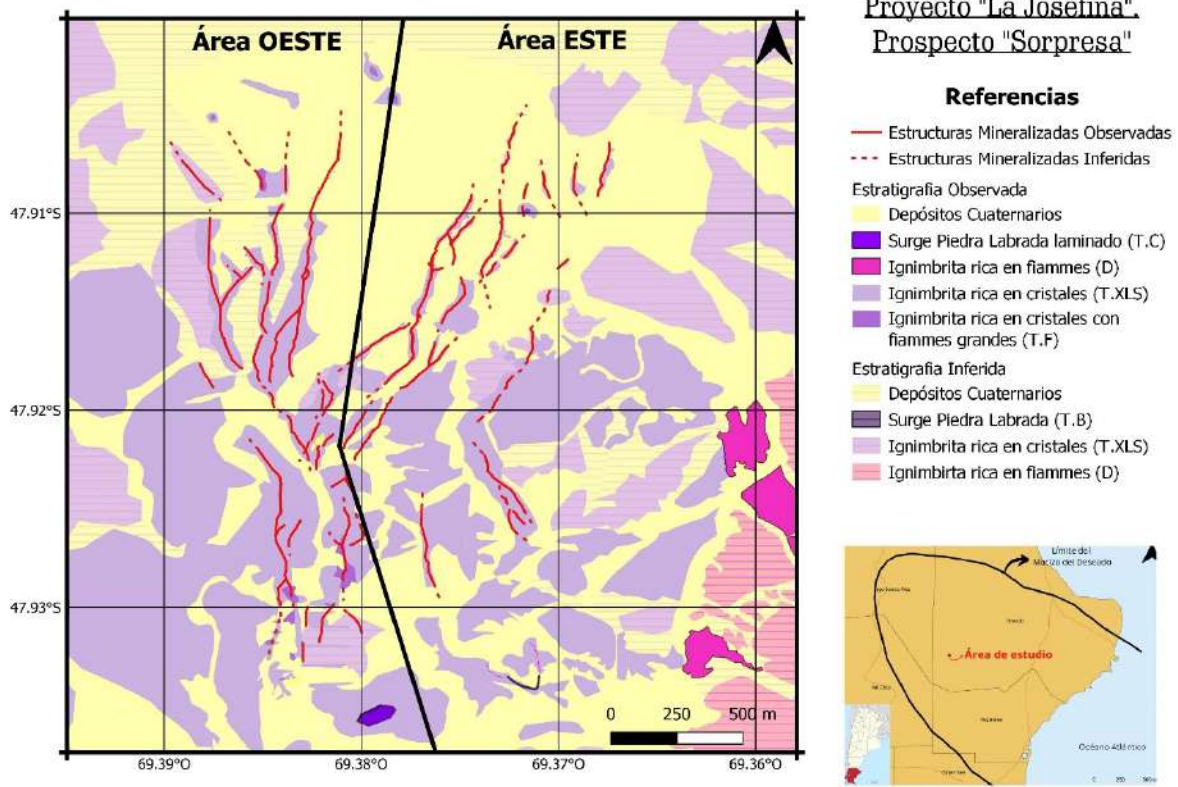 Proyecto "La Josefina".
Prospecto "Sorpresa"
Área OESTE
Área ESTE
47.91°S
47.92°S
47.93°S
69.39°O
69.38°O
69.37°O
69.36°O
0 250 500 m
Referencias
Estructuras Mineralizadas Observadas
Estructuras Mineralizadas Inferidas
Estratigrafia Observada
Depósitos Cuaternarios
Surge Piedra Labrada laminado (T.C)
Ignimbrita rica en fiammes (D)
Ignimbrita rica en cristales (T.XLS)
Ignimbrita rica en cristales con
fiammes grandes (T.F)
Estratigrafia Inferida
Depósitos Cuaternarios
Surge Piedra Labrada (T.B)
Ignimbrita rica en cristales (T.XLS)
Ignimbirta rica en fiammes (D)
Límite del
Macizo del Deseado
Área de estudio
Océano Atlántico
0 250